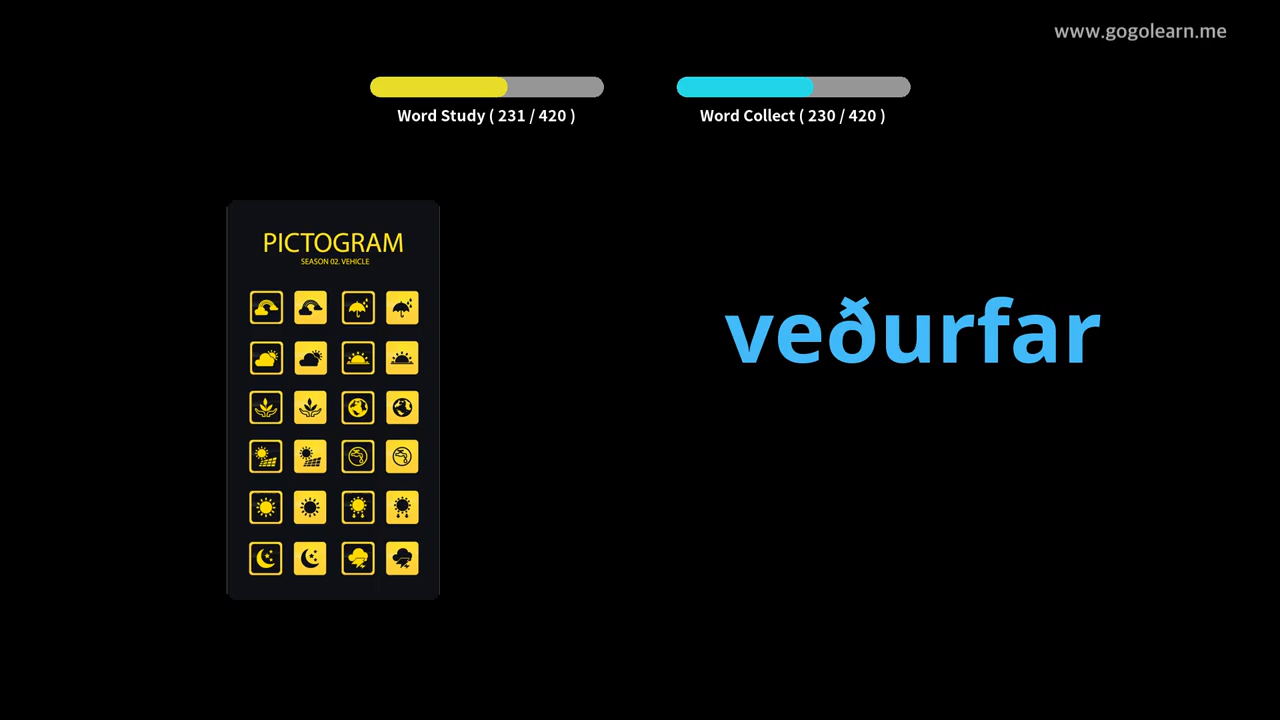 www.gogolearn.me
Word Study ( 231 / 420 )
Word Collect ( 230 / 420 )
PICTOGRAM
SEASON 02. VEHICLE
veðurfar